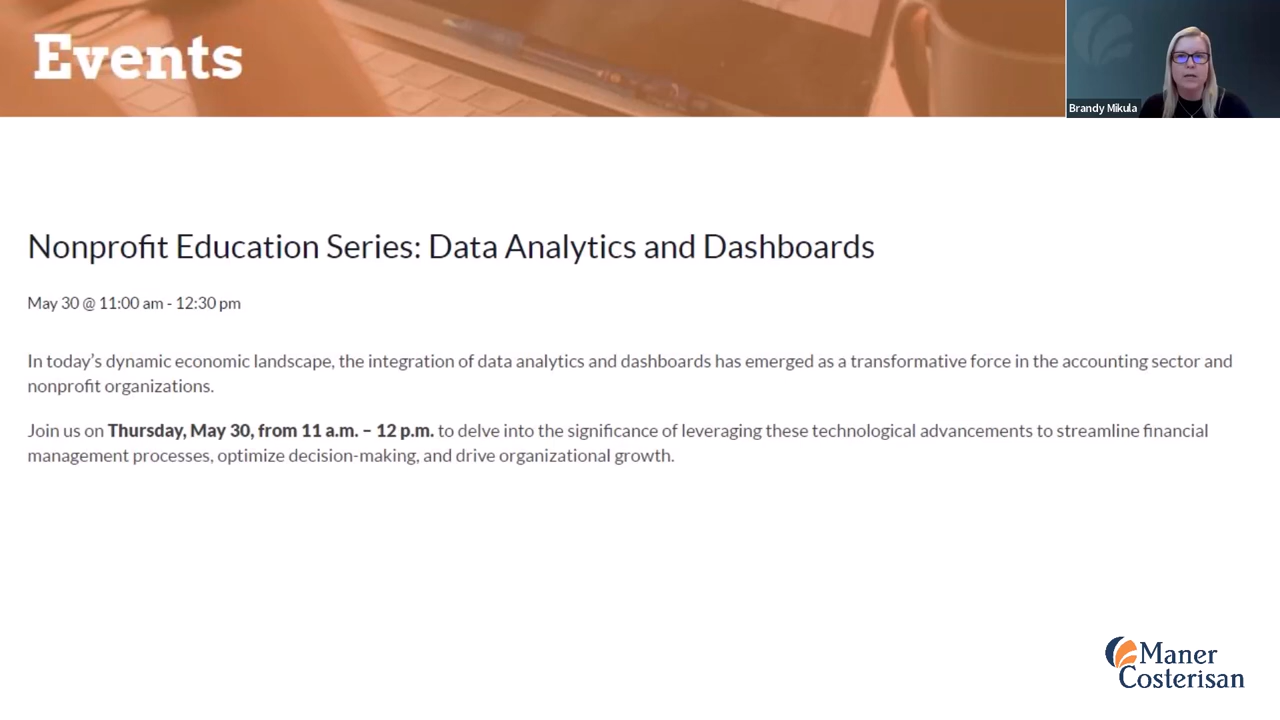 Events
Brandy Mikula
Nonprofit Education Series: Data Analytics and Dashboards
May 30 @ 11:00 am - 12:30 pm
In today’s dynamic economic landscape, the integration of data analytics and dashboards has emerged as a transformative force in the accounting sector and
nonprofit organizations.
Join us on Thursday, May 30, from 11 a.m. – 12 p.m. to delve into the significance of leveraging these technological advancements to streamline financial
management processes, optimize decision-making, and drive organizational growth.
Maner
Costerisan